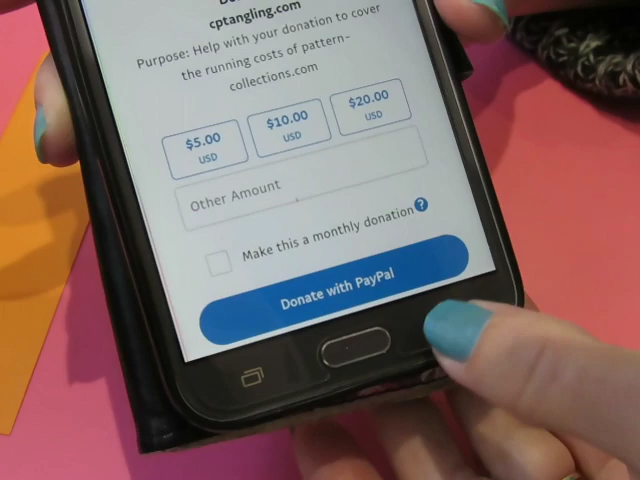 cptangling.com
Purpose: Help with your donation to cover
the running costs of pattern-
collections.com
$5.00 $10.00 $20.00
USD USD USD
Other Amount
Make this a monthly donation ?
Donate with PayPal